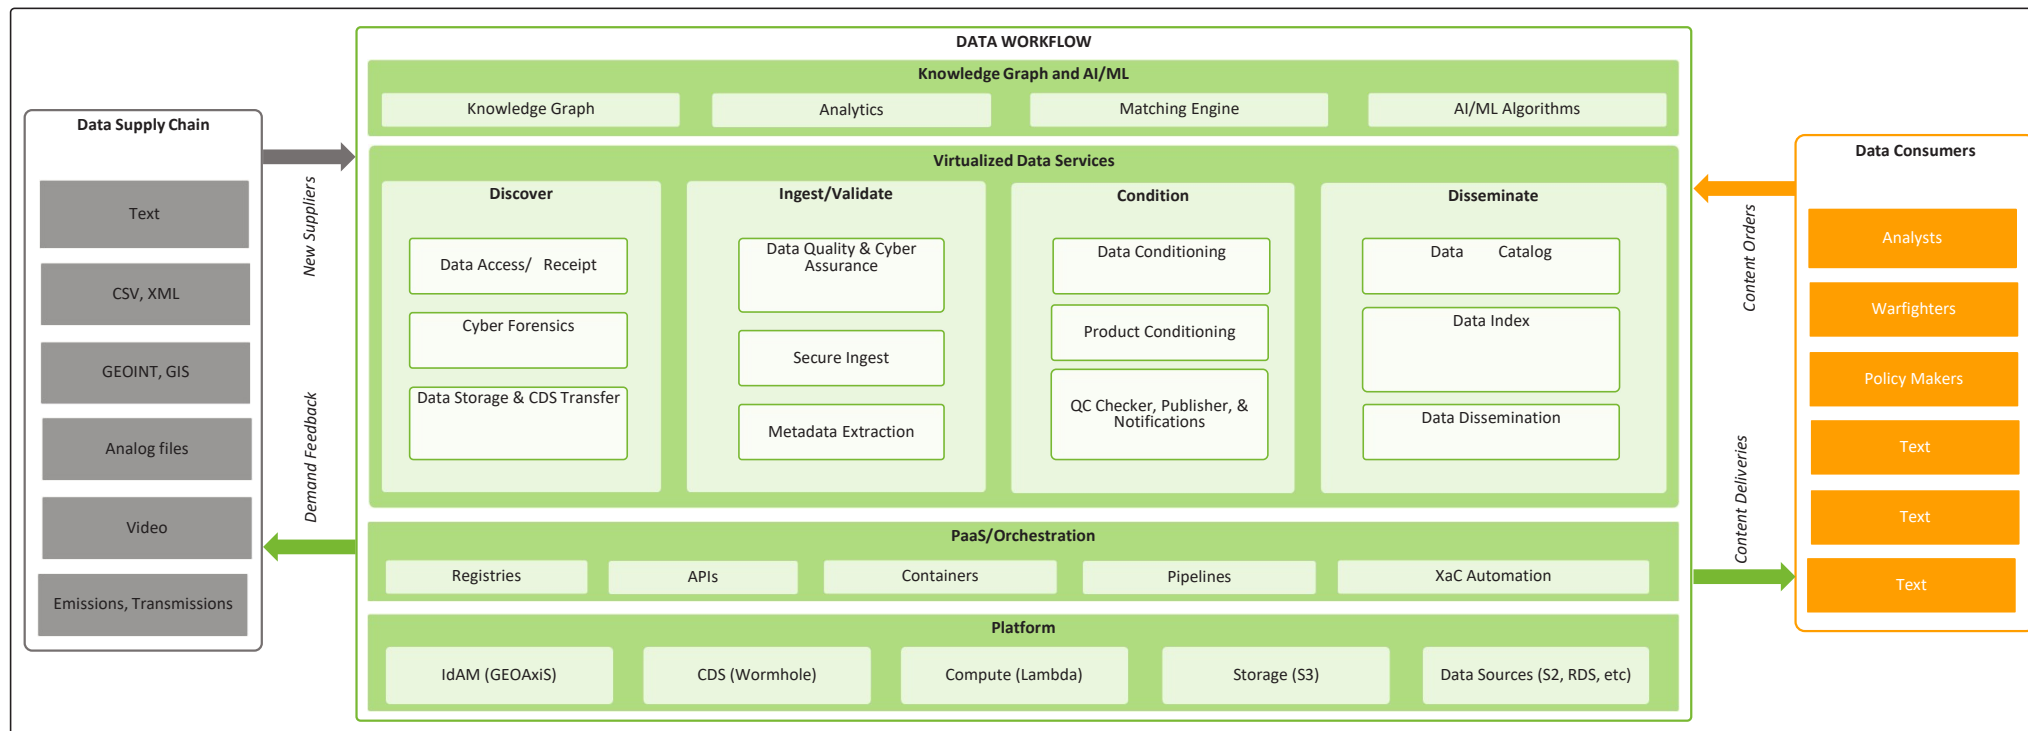 DATA WORKFLOW
Knowledge Graph and AI/ML
Knowledge Graph
Analytics
Matching Engine
AI/ML Algorithms
Data Supply Chain
Text
CSV, XML
GEOINT, GIS
Analog files
Video
Emissions, Transmissions
New Suppliers
Demand Feedback
Virtualized Data Services
Discover
Data Access/ Receipt
Cyber Forensics
Data Storage & CDS Transfer
Ingest/Validate
Data Quality & Cyber
Assurance
Secure Ingest
Metadata Extraction
Condition
Data Conditioning
Product Conditioning
QC Checker, Publisher, &
Notifications
Disseminate
Data Catalog
Data Index
Data Dissemination
PaaS/Orchestration
Registries
APIs
Containers
Pipelines
XaC Automation
Platform
IdAM (GEOAxiS)
CDS (Wormhole)
Compute (Lambda)
Storage (S3)
Data Sources (S2, RDS, etc)
Content Orders
Content Deliveries
Data Consumers
Analysts
Warfighters
Policy Makers
Text
Text
Text